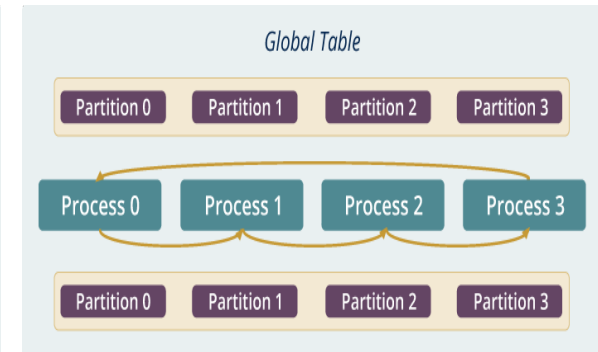 Global Table
Partition 0 Partition 1 Partition 2 Partition 3
Process 0 Process 1 Process 2 Process 3
Partition 0 Partition 1 Partition 2 Partition 3